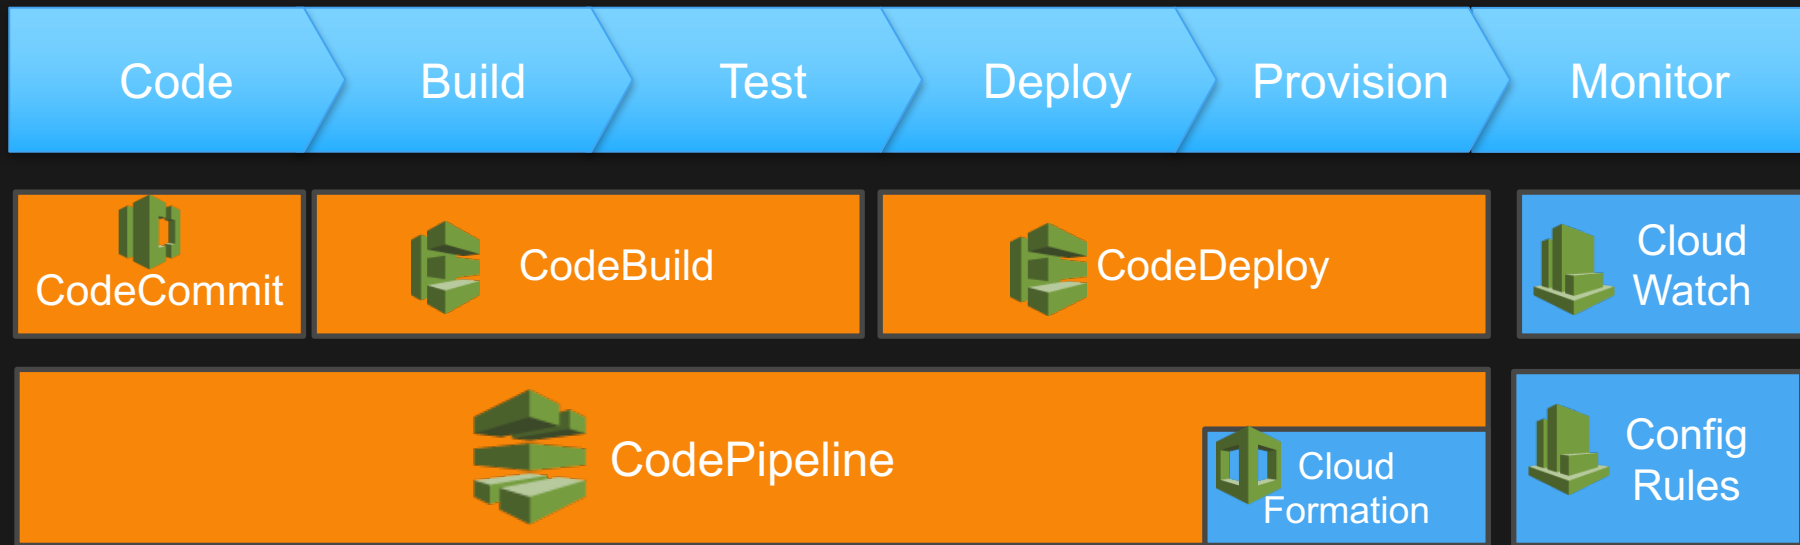 Code
Build
Test
Deploy
Provision
Monitor
CodeCommit
CodeBuild
CodeDeploy
Cloud
Watch
CodePipeline
Cloud
Formation
Config
Rules